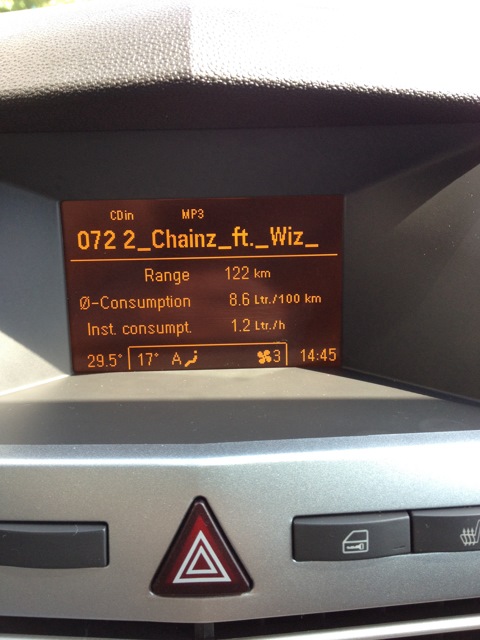 CDin MP3
072 2_Chainz_ft._Wiz_
Range 122 km
Ø-Consumption 8.6 Ltr./100 km
Inst. consumpt. 1.2 Ltr./h
29.5° 17° A 3 14:45